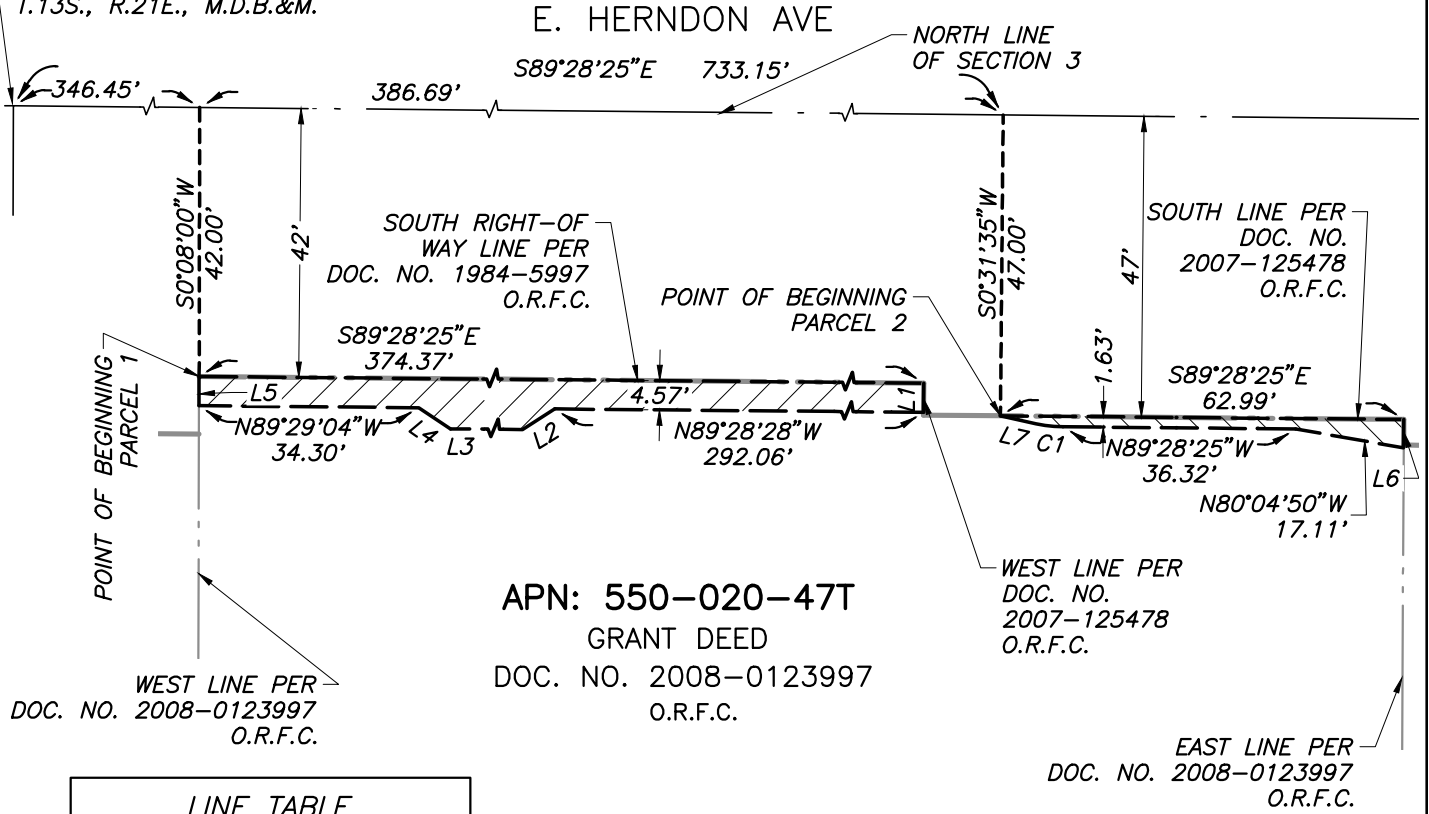 T.13S., R.21E., M.D.B.&M.
E. HERNDON AVE
NORTH LINE
OF SECTION 3
S89°28'25"E 733.15'
346.45'
386.69'
S0°08'00"W
42.00'
42'
SOUTH RIGHT-OF
WAY LINE PER
DOC. NO. 1984-5997
O.R.F.C.
S0°31'35"W
47.00'
47'
SOUTH LINE PER
DOC. NO.
2007-125478
O.R.F.C.
POINT OF BEGINNING
PARCEL 2
POINT OF BEGINNING
PARCEL 1
S89°28'25"E
374.37'
1.63'
S89°28'25"E
62.99'
L5
4.57'
L1
N89°29'04"W
34.30'
L4
L3
L2
N89°28'28"W
292.06'
L7
C1
N89°28'25"W
36.32'
L6
N80°04'50"W
17.11'
WEST LINE PER
DOC. NO.
2007-125478
O.R.F.C.
APN: 550-020-47T
GRANT DEED
DOC. NO. 2008-0123997
O.R.F.C.
WEST LINE PER
DOC. NO. 2008-0123997
O.R.F.C.
EAST LINE PER
DOC. NO. 2008-0123997
O.R.F.C.
LINE TABLE